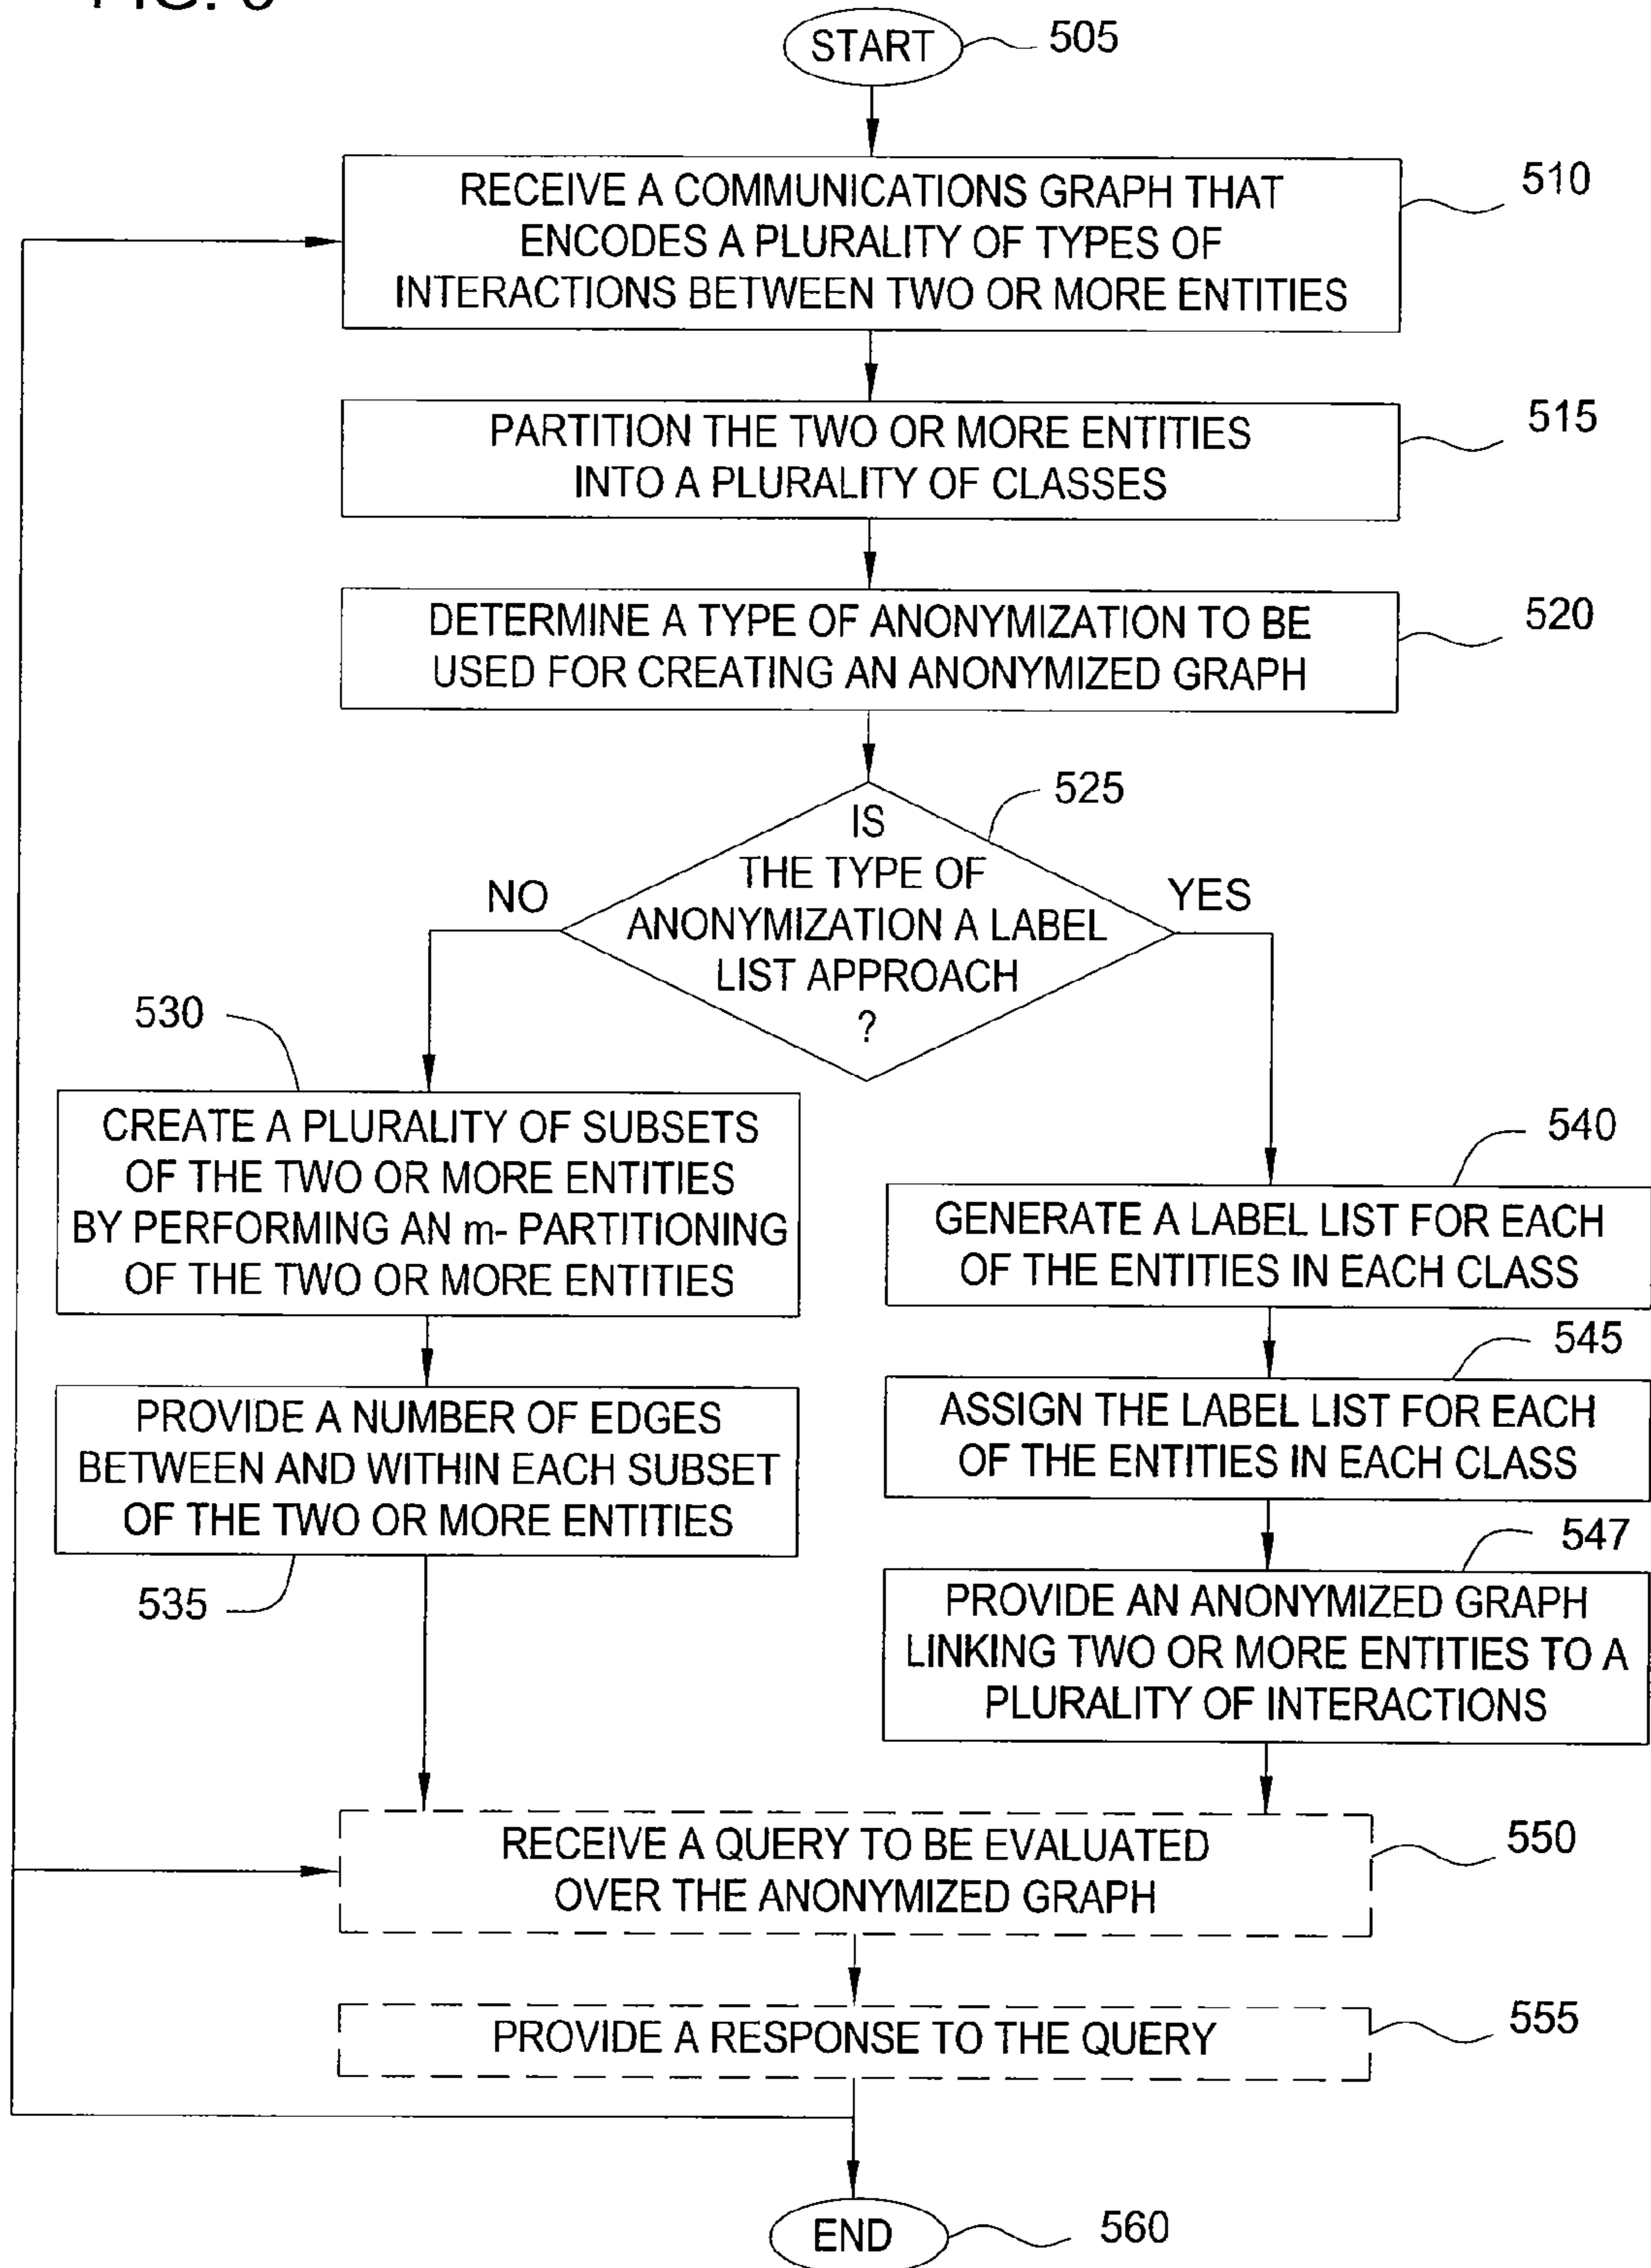 START
505
RECEIVE A COMMUNICATIONS GRAPH THAT
ENCODES A PLURALITY OF TYPES OF
INTERACTIONS BETWEEN TWO OR MORE ENTITIES
510
PARTITION THE TWO OR MORE ENTITIES
INTO A PLURALITY OF CLASSES
515
DETERMINE A TYPE OF ANONYMIZATION TO BE
USED FOR CREATING AN ANONYMIZED GRAPH
520
IS
THE TYPE OF
ANONYMIZATION A LABEL
LIST APPROACH
?
525
NO
YES
530
CREATE A PLURALITY OF SUBSETS
OF THE TWO OR MORE ENTITIES
BY PERFORMING AN m- PARTITIONING
OF THE TWO OR MORE ENTITIES
PROVIDE A NUMBER OF EDGES
BETWEEN AND WITHIN EACH SUBSET
OF THE TWO OR MORE ENTITIES
535
540
GENERATE A LABEL LIST FOR EACH
OF THE ENTITIES IN EACH CLASS
545
ASSIGN THE LABEL LIST FOR EACH
OF THE ENTITIES IN EACH CLASS
547
PROVIDE AN ANONYMIZED GRAPH
LINKING TWO OR MORE ENTITIES TO A
PLURALITY OF INTERACTIONS
RECEIVE A QUERY TO BE EVALUATED
OVER THE ANONYMIZED GRAPH
550
PROVIDE A RESPONSE TO THE QUERY
555
END
560